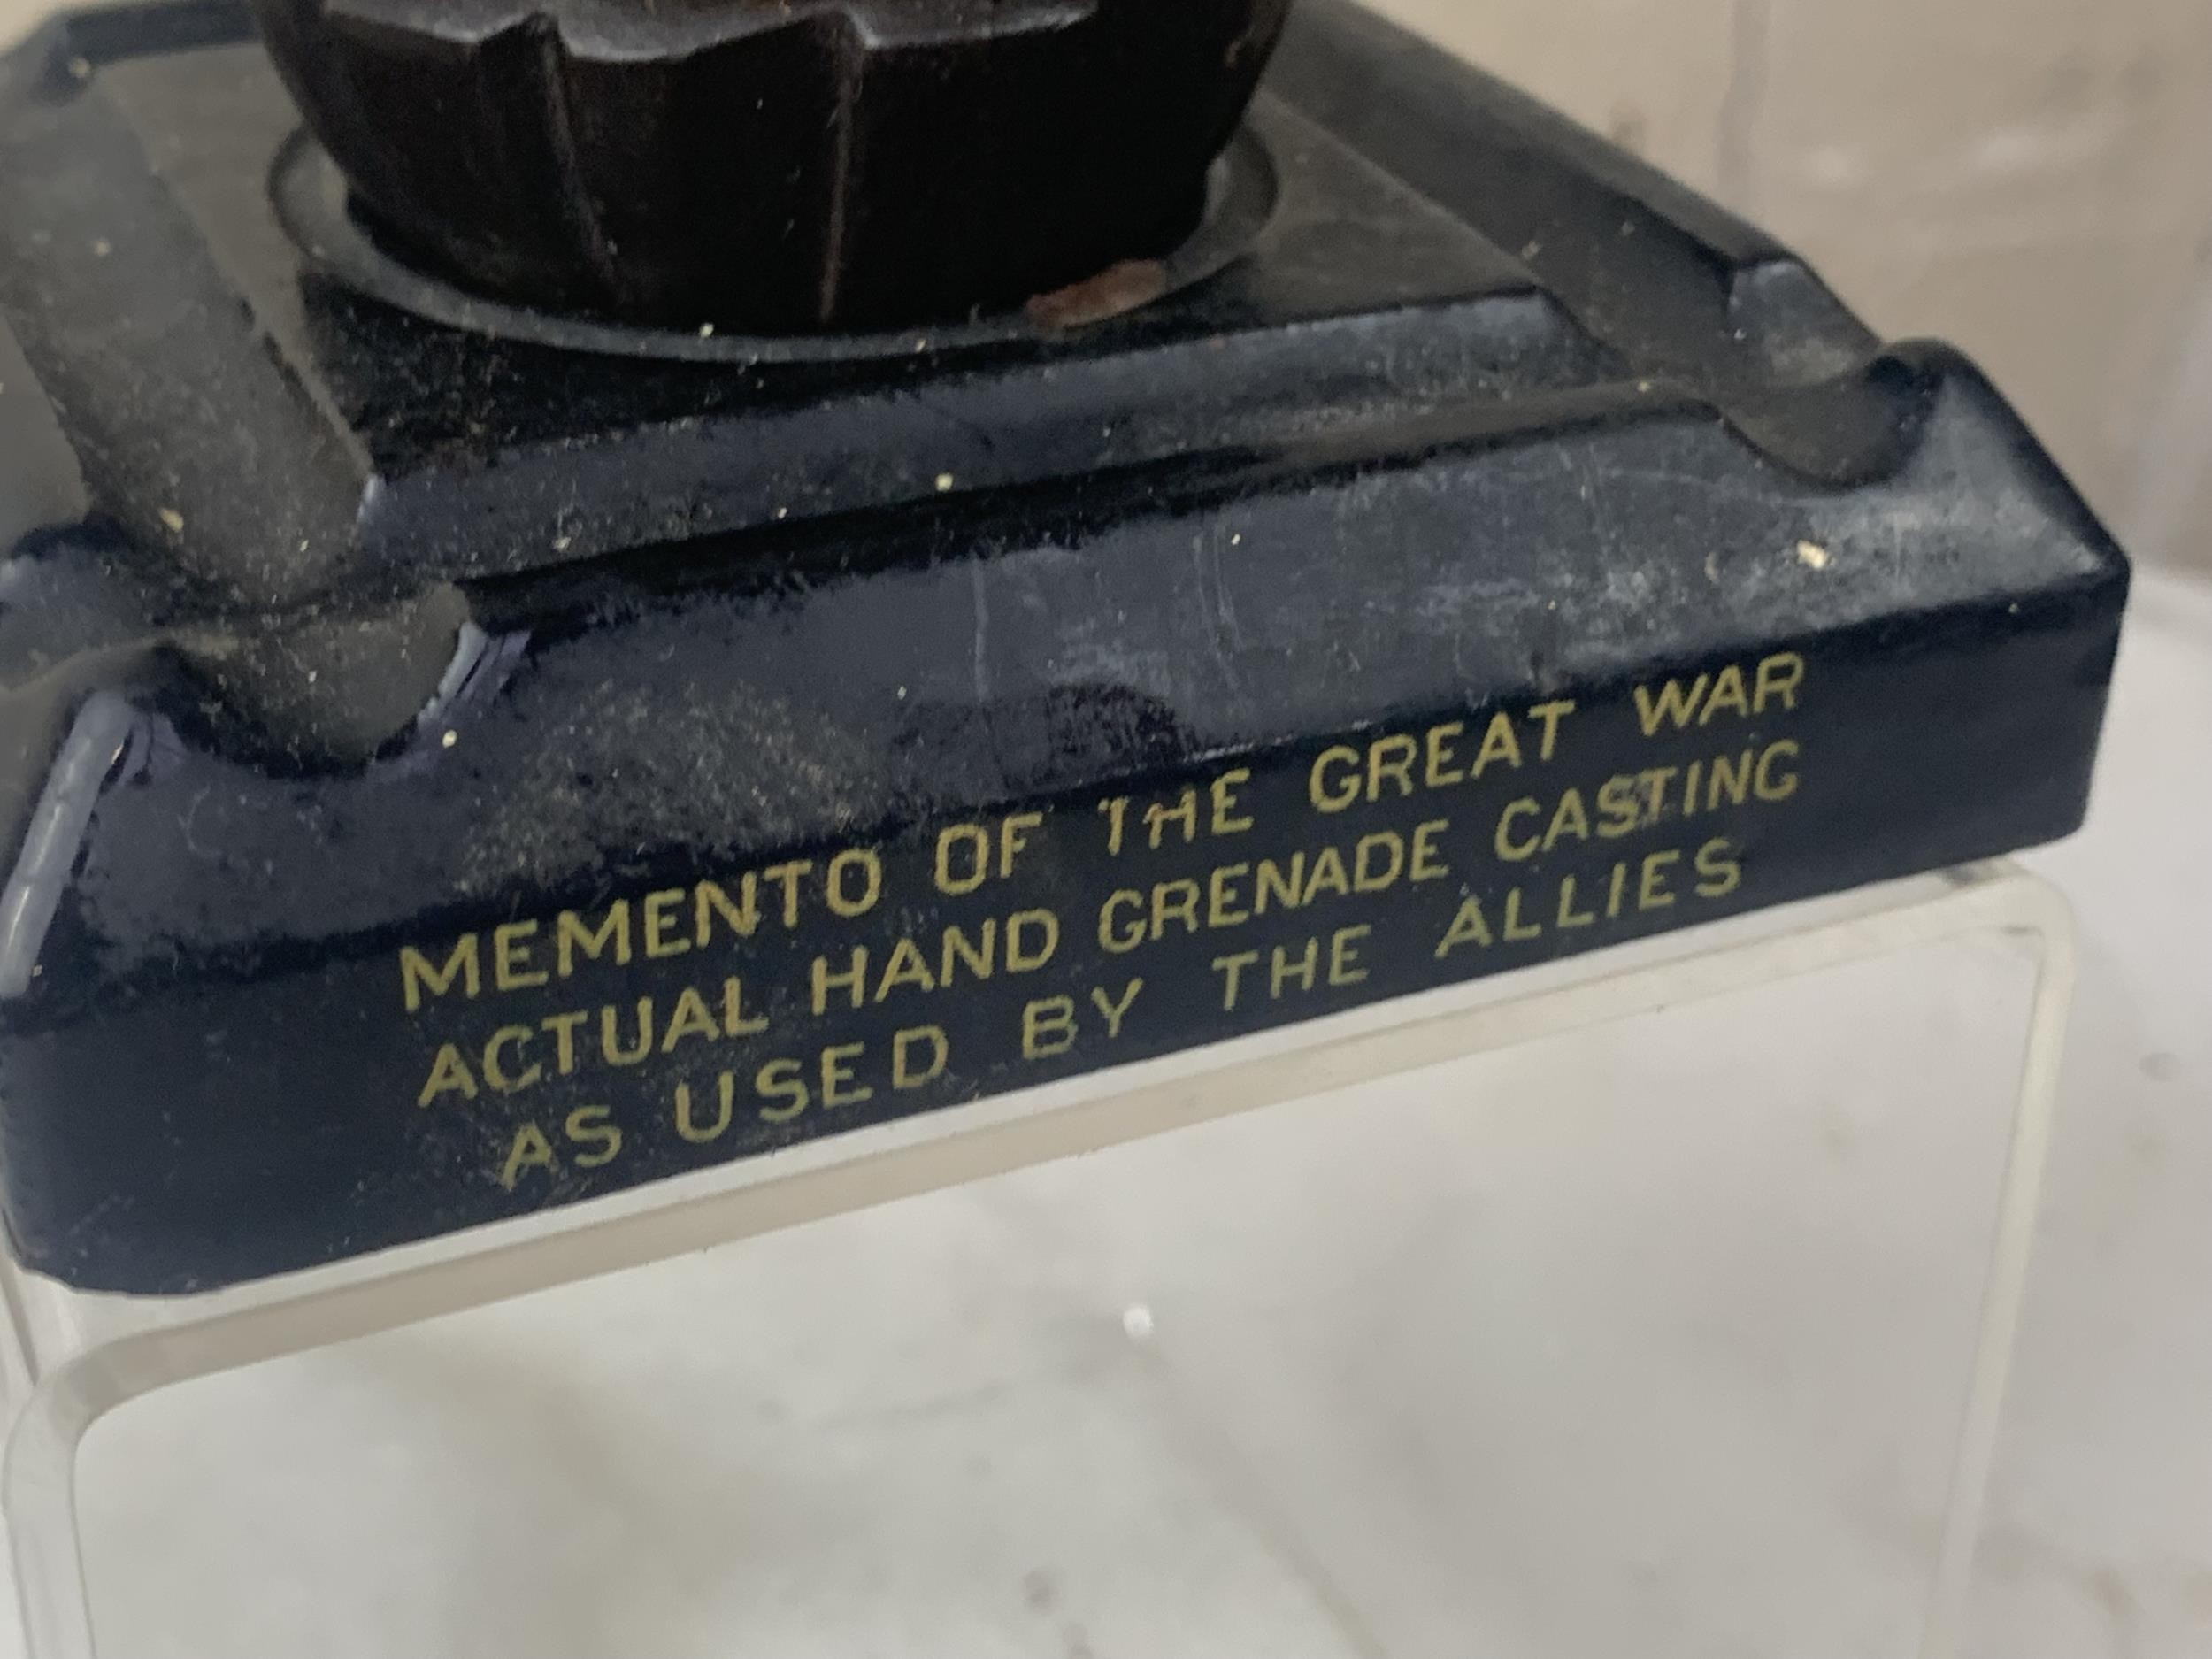 MEMENTO OF THE GREAT WAR
ACTUAL HAND GRENADE CASTING
AS USED BY THE ALLIES